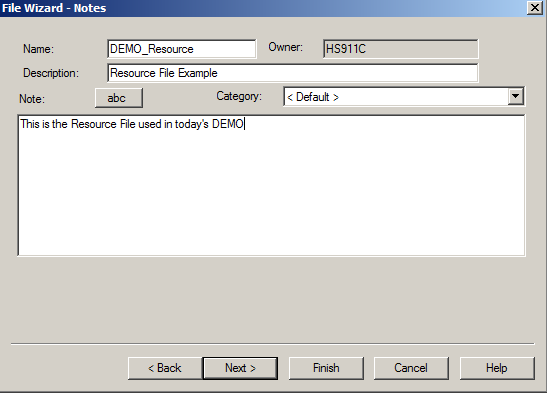 File Wizard - Notes
Name: DEMO_Resource Owner: HS911C
Description: Resource File Example
Note: abc Category: < Default >
This is the Resource File used in today's DEMO
< Back Next > Finish Cancel Help